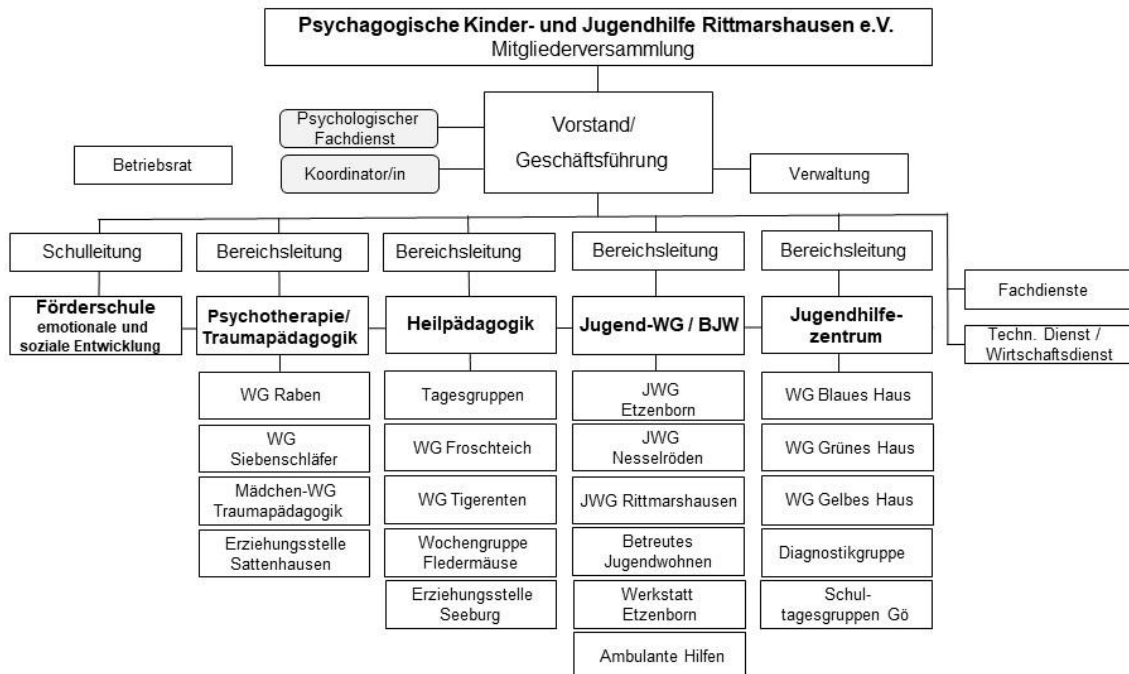 Psychagogische Kinder- und Jugendhilfe Rittmarshausen e.V.
Mitgliederversammlung
Psychologischer
Fachdienst
Vorstand/
Geschäftsführung
Betriebsrat
Koordinator/in
Verwaltung
Schulleitung
Bereichsleitung
Bereichsleitung
Bereichsleitung
Bereichsleitung
Fachdienste
Techn. Dienst /
Wirtschaftsdienst
Förderschule
emotionale und
soziale Entwicklung
Psychotherapie/
Traumapädagogik
Heilpädagogik
Jugend-WG / BJW
Jugendhilfe-
zentrum
WG Raben
WG
Siebenschläfer
Mädchen-WG
Traumapädagogik
Erziehungsstelle
Sattenhausen
Tagesgruppen
WG Froschteich
WG Tigerenten
Wochengruppe
Fledermäuse
Erziehungsstelle
Seeburg
JWG
Etzenborn
JWG
Nesselröden
JWG Rittmarshausen
Betreutes
Jugendwohnen
Werkstatt
Etzenborn
Ambulante Hilfen
WG Blaues Haus
WG Grünes Haus
WG Gelbes Haus
Diagnostikgruppe
Schul-
tagesgruppen Gö